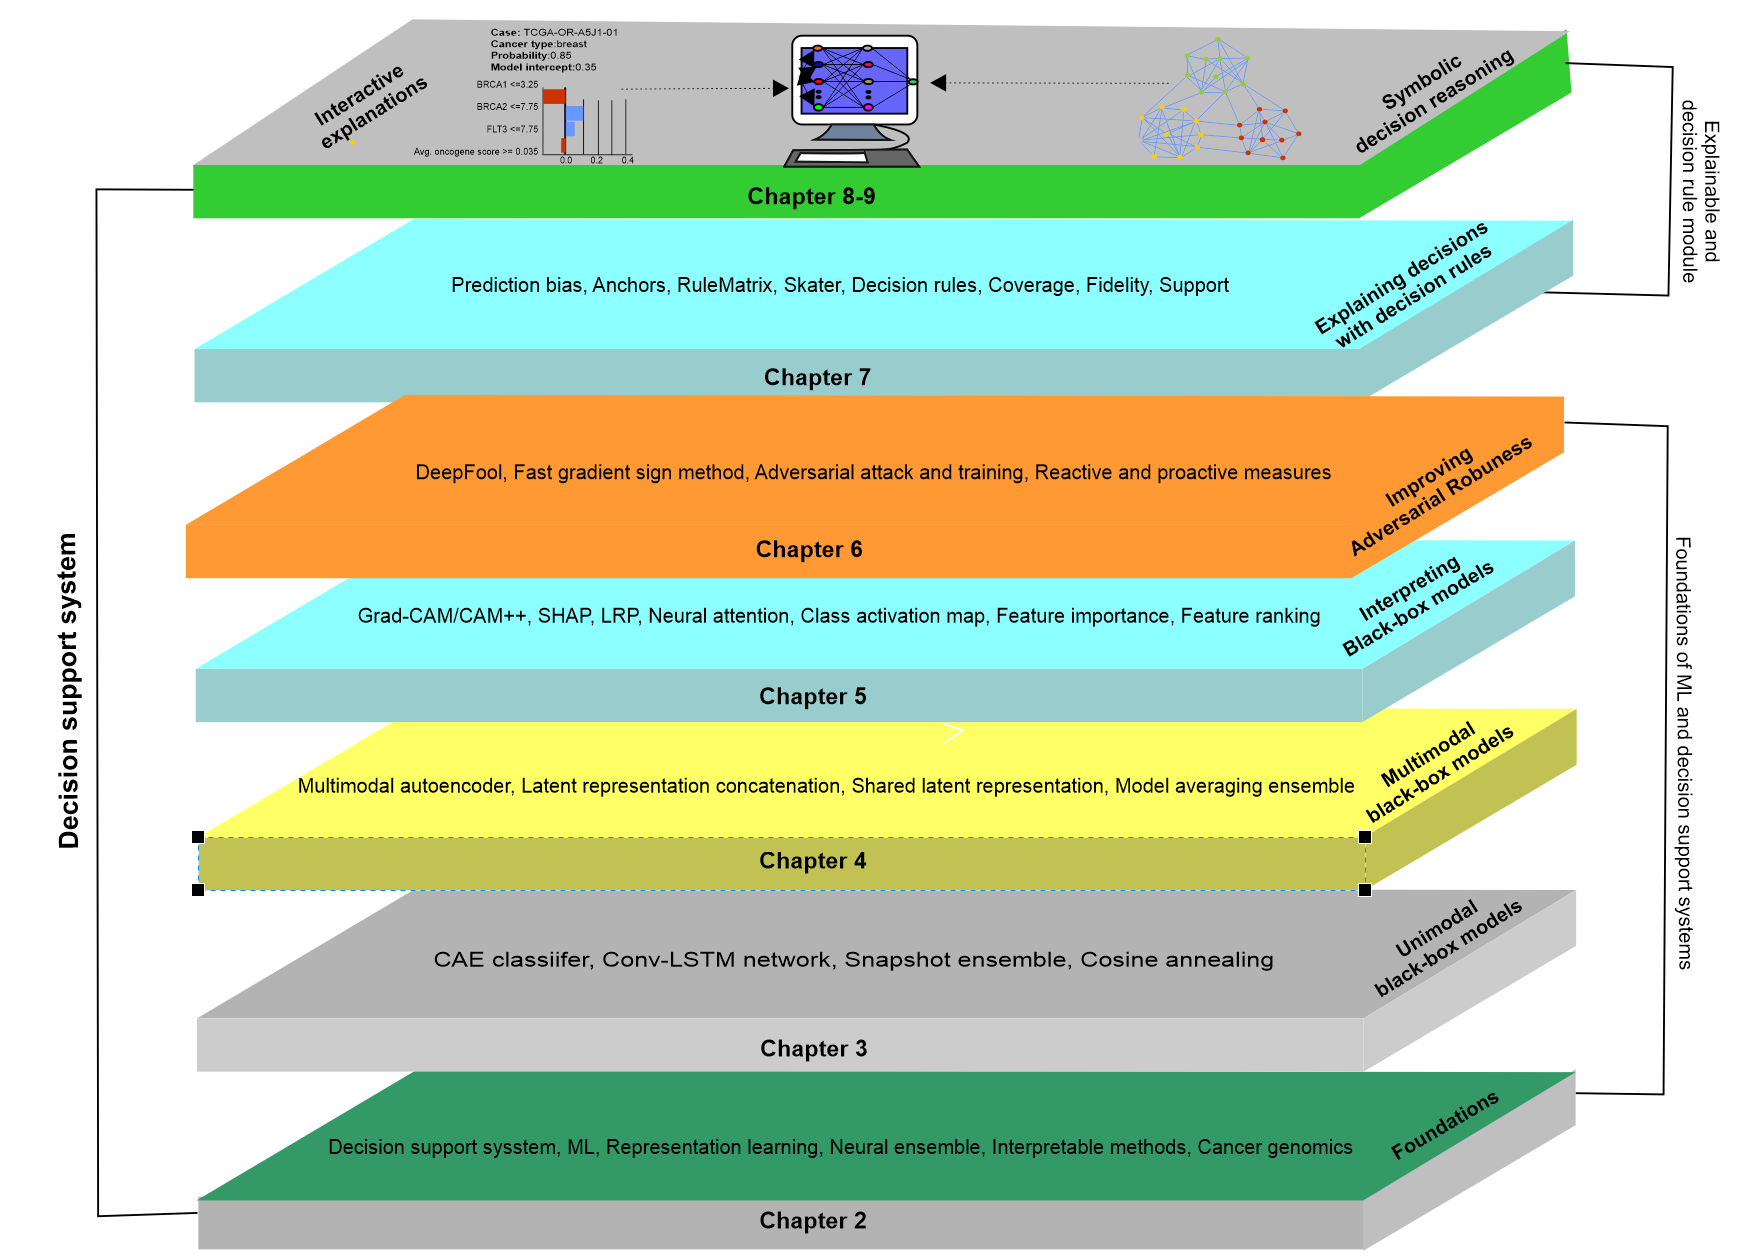 Case: TCGA-OR-A5J1-01
Cancer type:breast
Probability:0.85
Model intercept:0.35
BRCA1 <=3.25
BRCA2 <=7.75
FLT3 <=7.75
Avg. oncogene score >= 0.035
0.0 0.2 0.4
Interactive
explanations
Symbolic
decision reasoning
Chapter 8-9
Explainable and
decision rule module
Prediction bias, Anchors, RuleMatrix, Skater, Decision rules, Coverage, Fidelity, Support
Explaining decisions
with decision rules
Chapter 7
DeepFool, Fast gradient sign method, Adversarial attack and training, Reactive and proactive measures
Improving
Adversarial Robuness
Chapter 6
Grad-CAM/CAM++, SHAP, LRP, Neural attention, Class activation map, Feature importance, Feature ranking
Interpreting
Black-box models
Chapter 5
Multimodal autoencoder, Latent representation concatenation, Shared latent representation, Model averaging ensemble
Multimodal
black-box models
Chapter 4
CAE classiifer, Conv-LSTM network, Snapshot ensemble, Cosine annealing
Unimodal
black-box models
Chapter 3
Decision support sysstem, ML, Representation learning, Neural ensemble, Interpretable methods, Cancer genomics
Foundations
Chapter 2
Decision support system
Foundations of ML and decision support systems